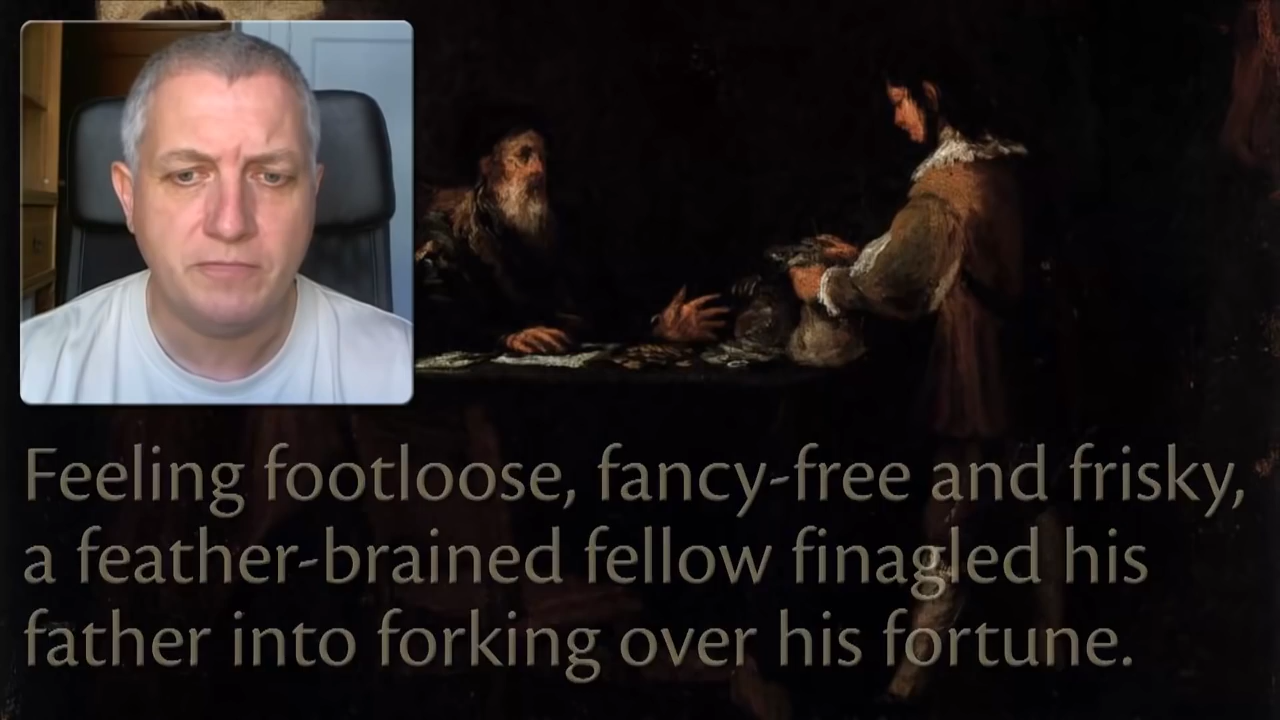 Feeling footloose, fancy-free and frisky,
a feather-brained fellow finagled his
father into forking over his fortune.